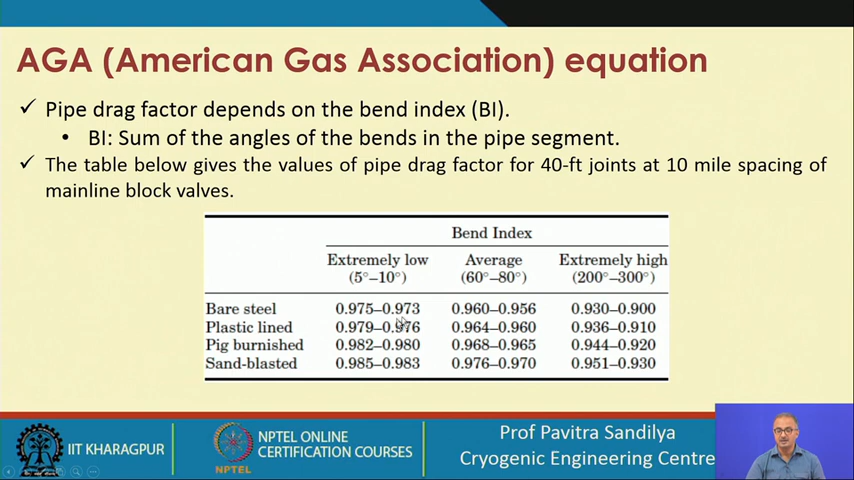 AGA (American Gas Association) equation
✓ Pipe drag factor depends on the bend index (BI).
• BI: Sum of the angles of the bends in the pipe segment.
✓ The table below gives the values of pipe drag factor for 40-ft joints at 10 mile spacing of
mainline block valves.
Bend Index
Extremely low Average Extremely high
(5°–10°) (60°–80°) (200°–300°)
Bare steel 0.975–0.973 0.960–0.956 0.930–0.900
Plastic lined 0.979–0.976 0.964–0.960 0.936–0.910
Pig burnished 0.982–0.980 0.968–0.965 0.944–0.920
Sand-blasted 0.985–0.983 0.976–0.970 0.951–0.930
IIT KHARAGPUR
NPTEL
NPTEL ONLINE
CERTIFICATION COURSES
Prof Pavitra Sandilya
Cryogenic Engineering Centre